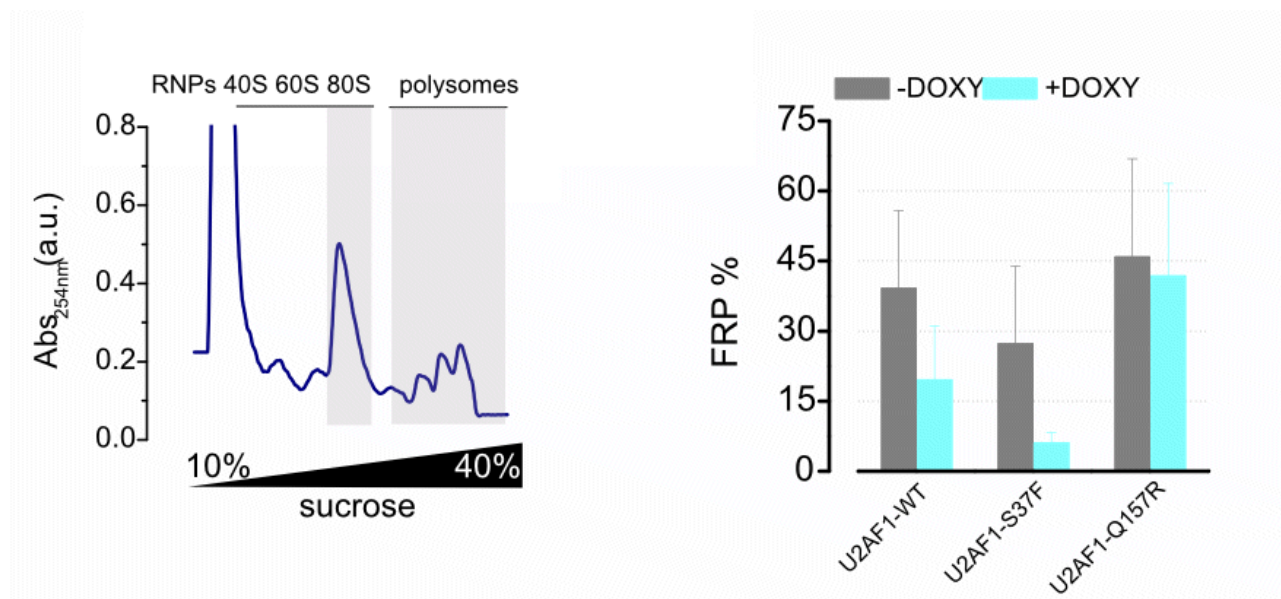 RNPs 40S 60S 80S polysomes
0.8
0.6
0.4
0.2
0.0
Abs254nm(a.u.)
10% 40%
sucrose
-DOXY +DOXY
75
60
45
30
15
0
FRP %
U2AF1-WT
U2AF1-S37F
U2AF1-Q157R